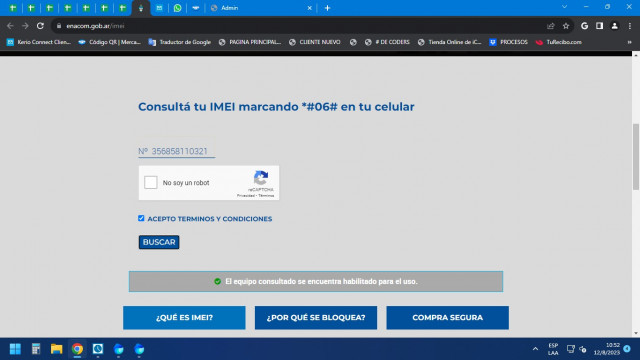 Admin
enacom.gob.ar/imei
Kerio Connect Clien...
Código QR | Merca...
Traductor de Google
PAGINA PRINCIPAL...
CLIENTE NUEVO
# DE CODERS
Tienda Online de iC...
PROCESOS
TuRecibo.com
Consultá tu IMEI marcando *#06# en tu celular
Nº 356858110321
No soy un robot
reCAPTCHA
Privacidad - Términos
ACEPTO TERMINOS Y CONDICIONES
BUSCAR
El equipo consultado se encuentra habilitado para el uso.
¿QUÉ ES IMEI?
¿POR QUÉ SE BLOQUEA?
COMPRA SEGURA
ESP
LAA
10:52
12/8/2023